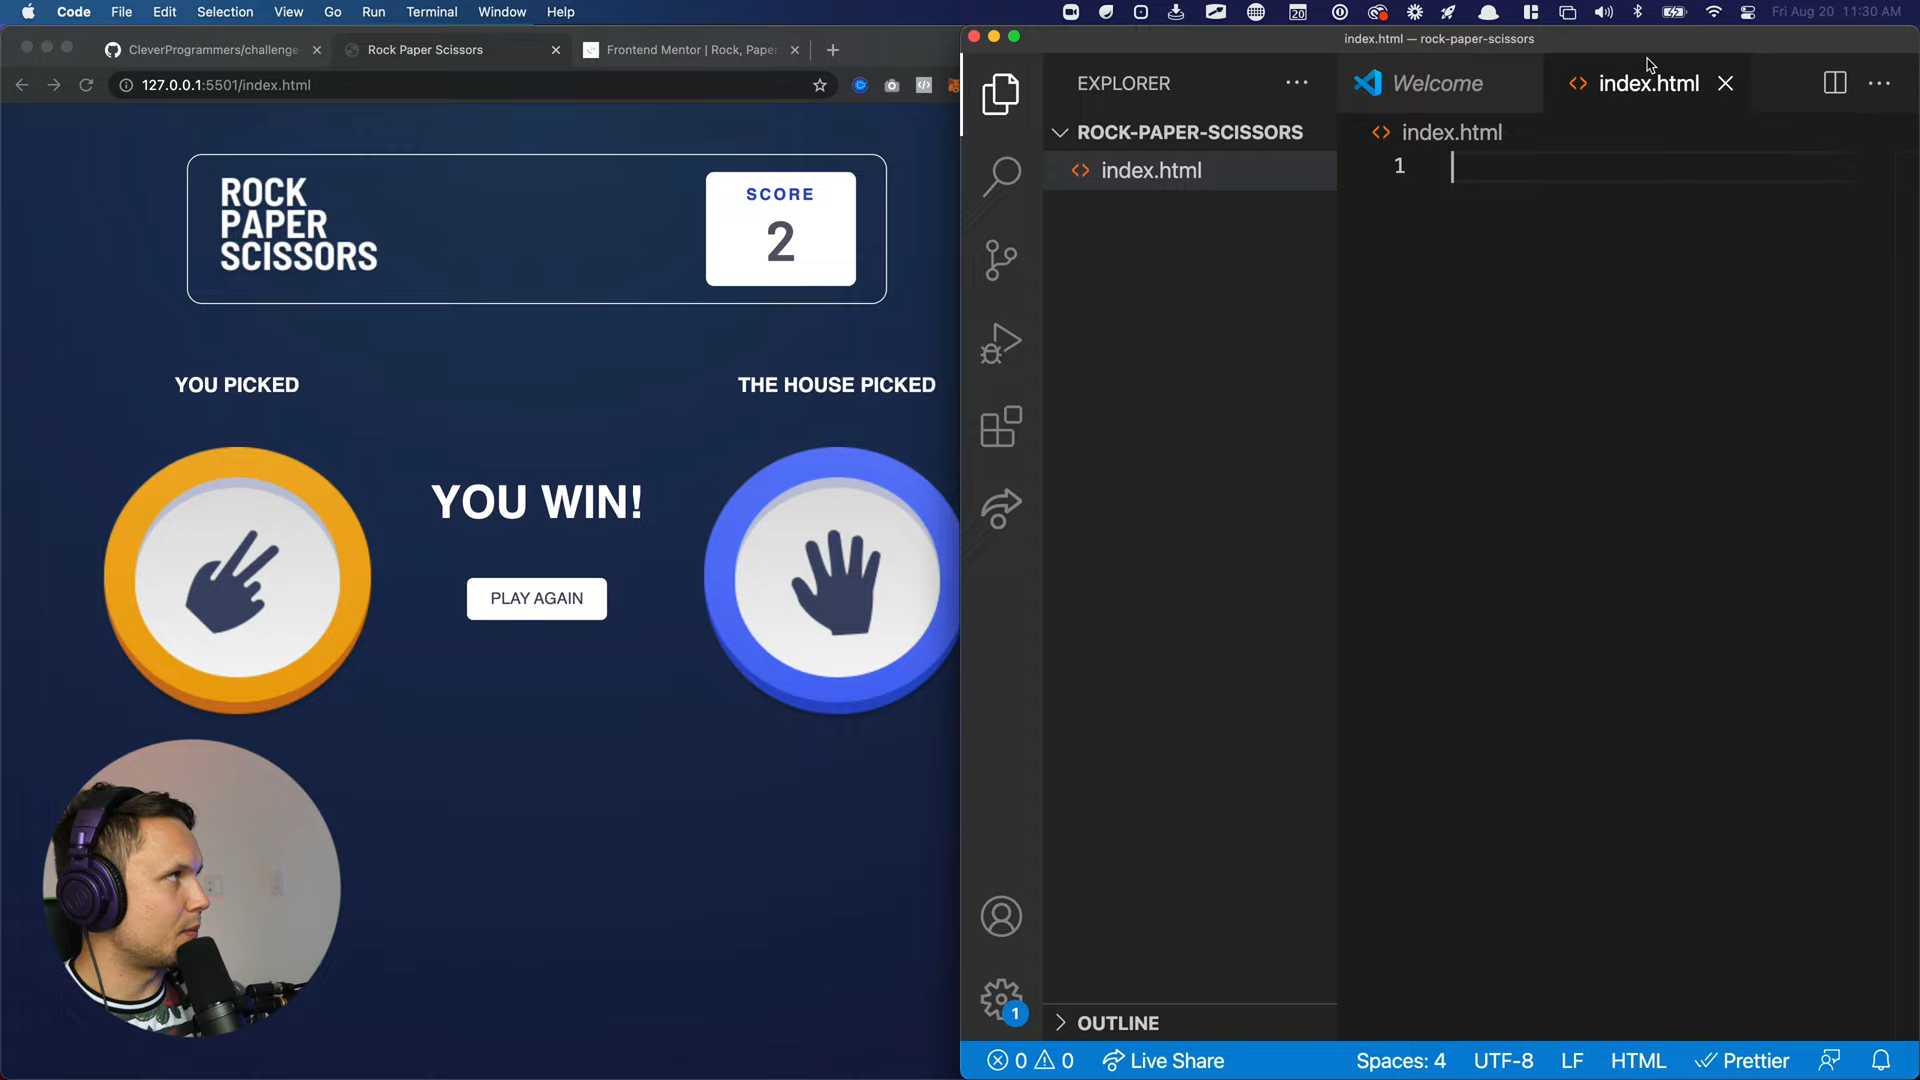 Code File Edit Selection View Go Run Terminal Window Help
20
Fri Aug 20 11:30 AM
CleverProgrammers/challenge
Rock Paper Scissors
Frontend Mentor | Rock, Paper
127.0.0.1:5501/index.html
ROCK
PAPER
SCISSORS
SCORE
2
YOU PICKED
THE HOUSE PICKED
YOU WIN!
PLAY AGAIN
index.html — rock-paper-scissors
EXPLORER
Welcome
index.html
ROCK-PAPER-SCISSORS
index.html
index.html
1
1
OUTLINE
0 0 Live Share Spaces: 4 UTF-8 LF HTML Prettier